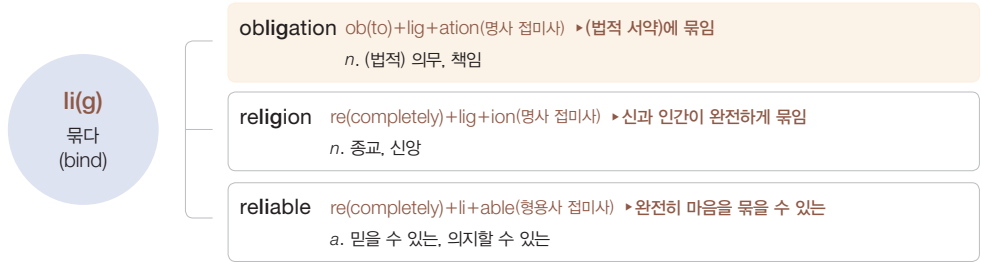 li(g)
묶다
(bind)
obligation ob(to)+lig+ation(명사 접미사) ▸(법적 서약)에 묶임
n. (법적) 의무, 책임
religion re(completely)+lig+ion(명사 접미사) ▸신과 인간이 완전하게 묶임
n. 종교, 신앙
reliable re(completely)+li+able(형용사 접미사) ▸완전히 마음을 묶을 수 있는
a. 믿을 수 있는, 의지할 수 있는